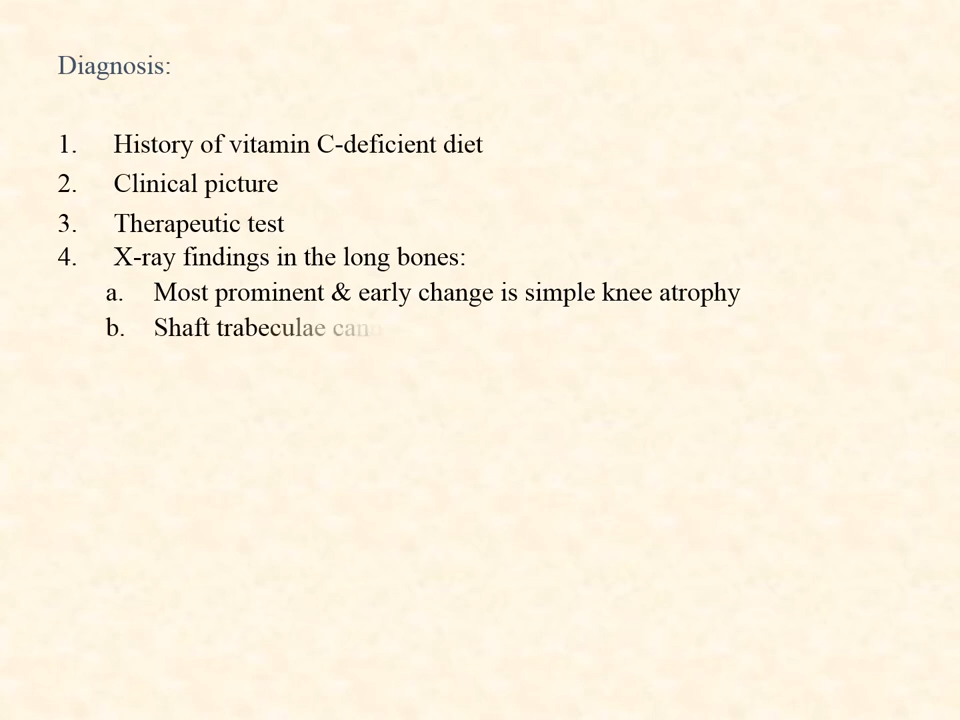 Diagnosis:
1. History of vitamin C-deficient diet
2. Clinical picture
3. Therapeutic test
4. X-ray findings in the long bones:
a. Most prominent & early change is simple knee atrophy
b. Shaft trabeculae